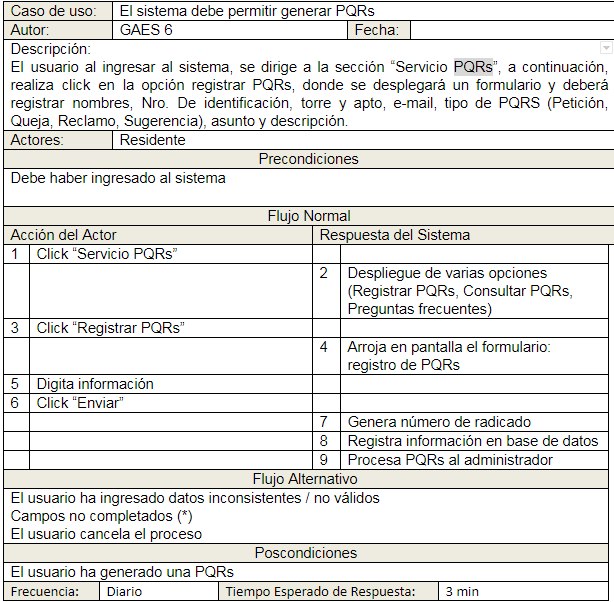 Caso de uso: El sistema debe permitir generar PQRs
Autor: GAES 6 Fecha:
Descripción:
El usuario al ingresar al sistema, se dirige a la sección “Servicio PQRs”, a continuación,
realiza click en la opción registrar PQRs, donde se desplegará un formulario y deberá
registrar nombres, Nro. De identificación, torre y apto, e-mail, tipo de PQRS (Petición,
Queja, Reclamo, Sugerencia), asunto y descripción.
Actores: Residente
Precondiciones
Debe haber ingresado al sistema
Flujo Normal
Acción del Actor Respuesta del Sistema
1 Click “Servicio PQRs”
2 Despliegue de varias opciones
(Registrar PQRs, Consultar PQRs,
Preguntas frecuentes)
3 Click “Registrar PQRs”
4 Arroja en pantalla el formulario:
registro de PQRs
5 Digita información
6 Click “Enviar”
7 Genera número de radicado
8 Registra información en base de datos
9 Procesa PQRs al administrador
Flujo Alternativo
El usuario ha ingresado datos inconsistentes / no válidos
Campos no completados (*)
El usuario cancela el proceso
Poscondiciones
El usuario ha generado una PQRs
Frecuencia: Diario Tiempo Esperado de Respuesta: 3 min